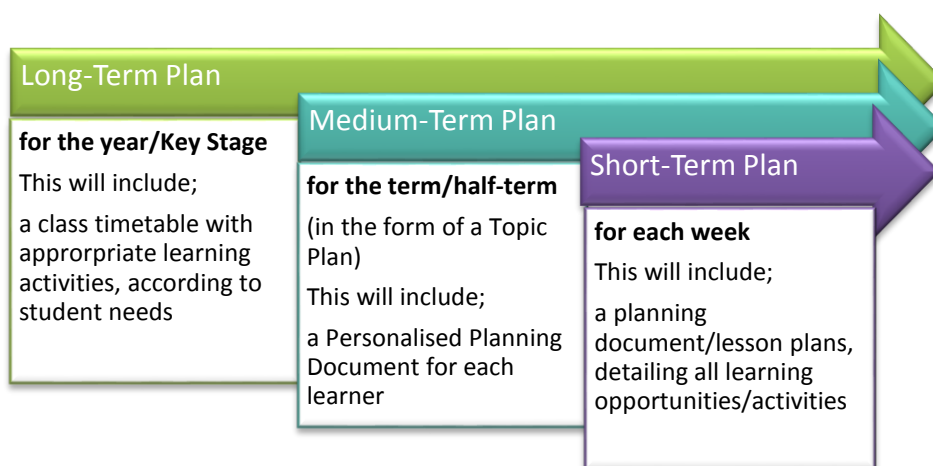 Long-Term Plan
for the year/Key Stage
This will include;
a class timetable with
approrpriate learning
activities, according to
student needs
Medium-Term Plan
for the term/half-term
(in the form of a Topic
Plan)
This will include;
a Personalised Planning
Document for each
learner
Short-Term Plan
for each week
This will include;
a planning
document/lesson plans,
detailing all learning
opportunities/activities